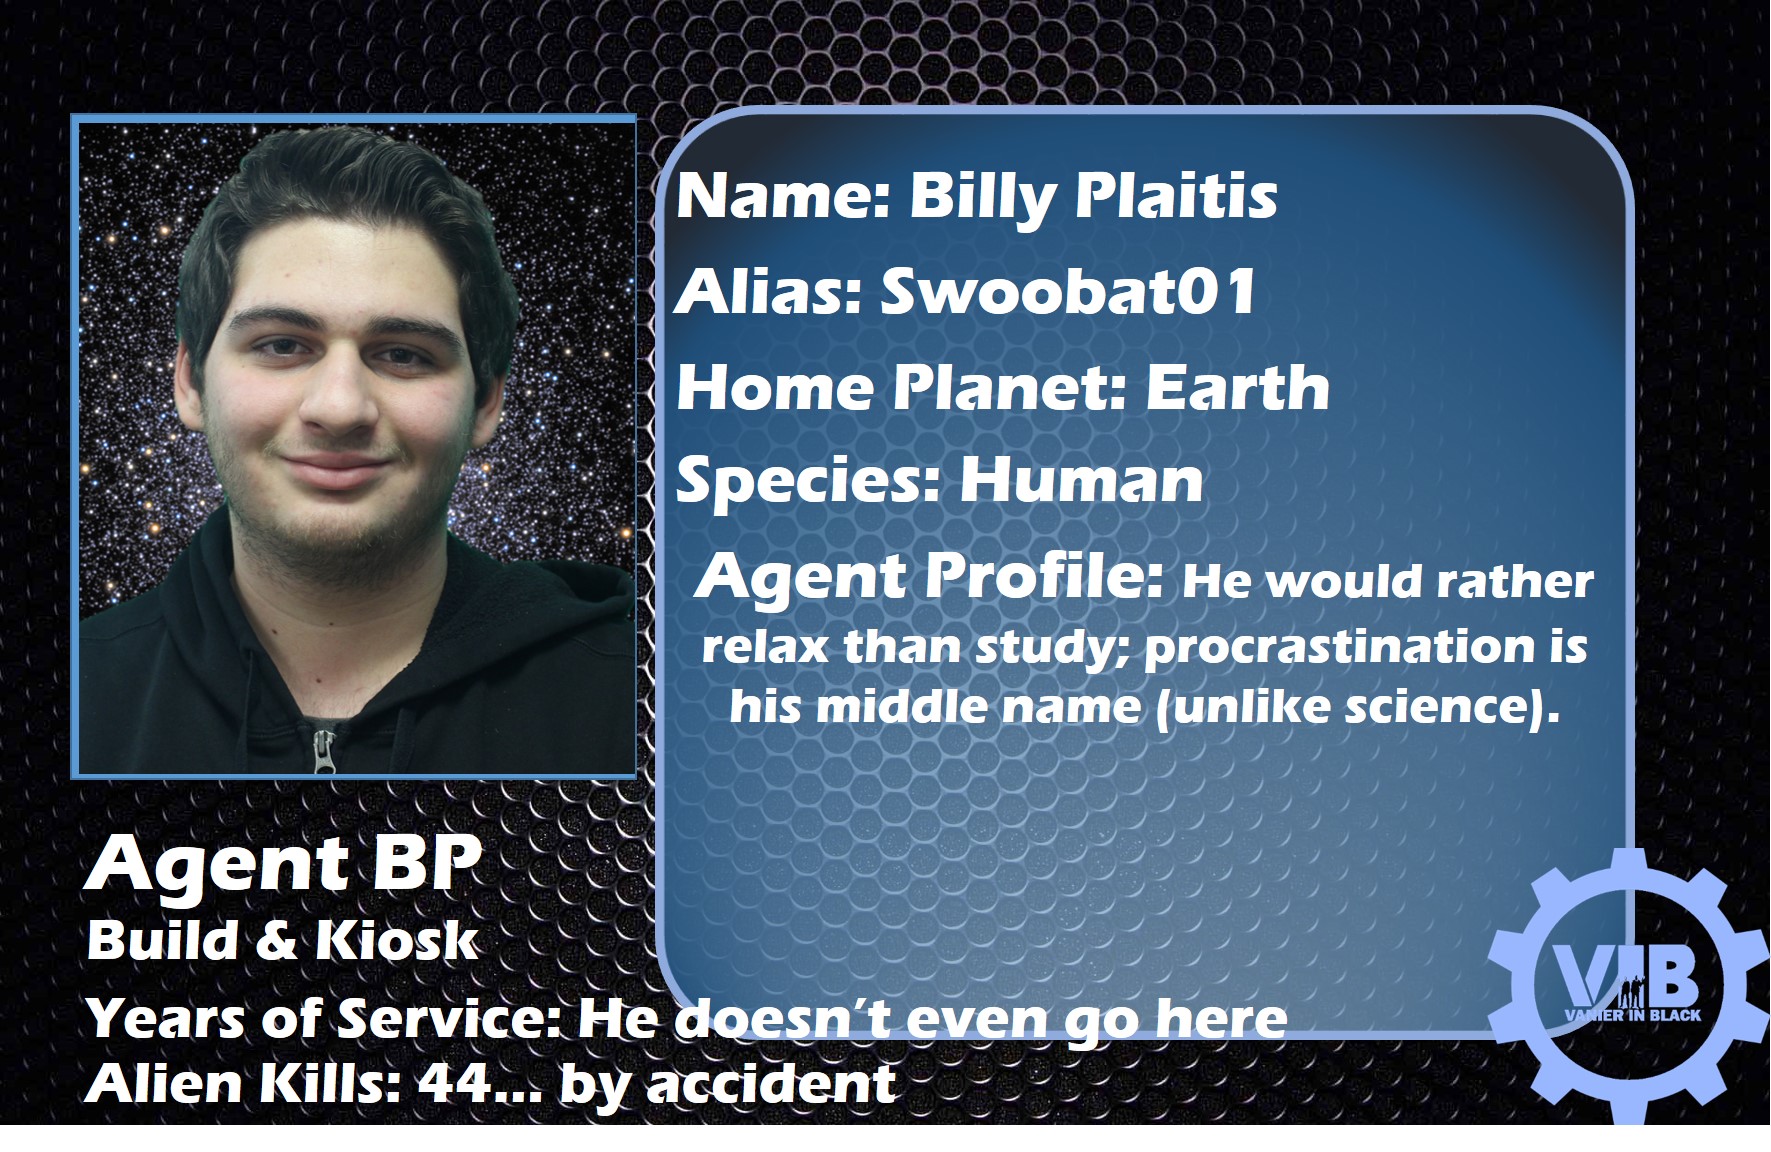 Name: Billy Plaitis
Alias: Swoobat01
Home Planet: Earth
Species: Human
Agent Profile: He would rather
relax than study; procrastination is
his middle name (unlike science).
Agent BP
Build & Kiosk
Years of Service: He doesn't even go here
Alien Kills: 44... by accident
VIB
VANIER IN BLACK